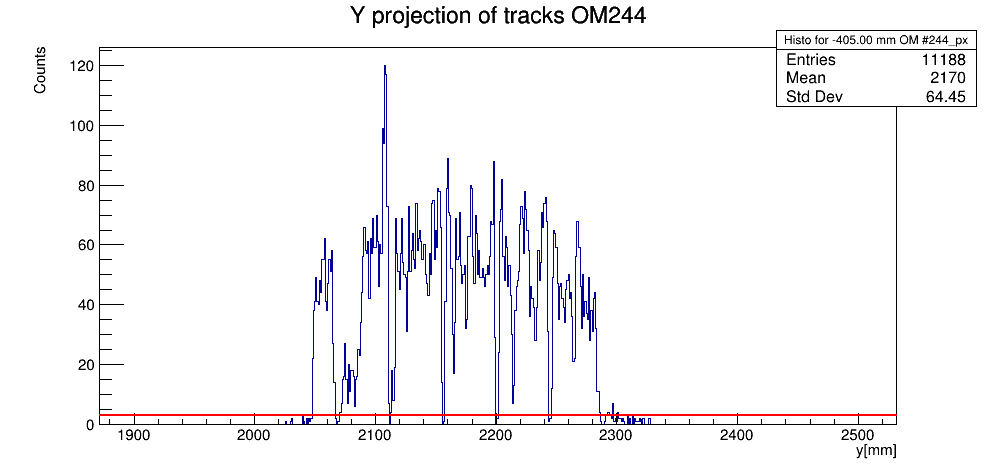 Y projection of tracks OM244
Histo for -405.00 mm OM #244_px
Entries 11188
Mean 2170
Std Dev 64.45
Counts
120
100
80
60
40
20
0
1900 2000 2100 2200 2300 2400 2500
y[mm]